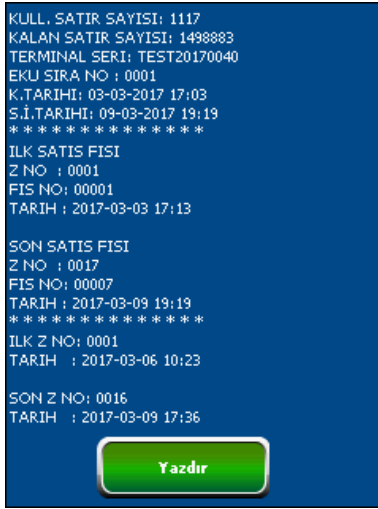 KULL. SATIR SAYISI: 1117
KALAN SATIR SAYISI: 1498883
TERMINAL SERI: TEST20170040
EKU SIRA NO : 0001
K.TARIHI: 03-03-2017 17:03
S.İ.TARIHI: 09-03-2017 19:19
* * * * * * * * * * * * * *
ILK SATIS FISI
Z NO : 0001
FIS NO: 00001
TARIH : 2017-03-03 17:13
SON SATIS FISI
Z NO : 0017
FIS NO: 00007
TARIH : 2017-03-09 19:19
* * * * * * * * * * * * * *
ILK Z NO: 0001
TARIH : 2017-03-06 10:23
SON Z NO: 0016
TARIH : 2017-03-09 17:36
Yazdır